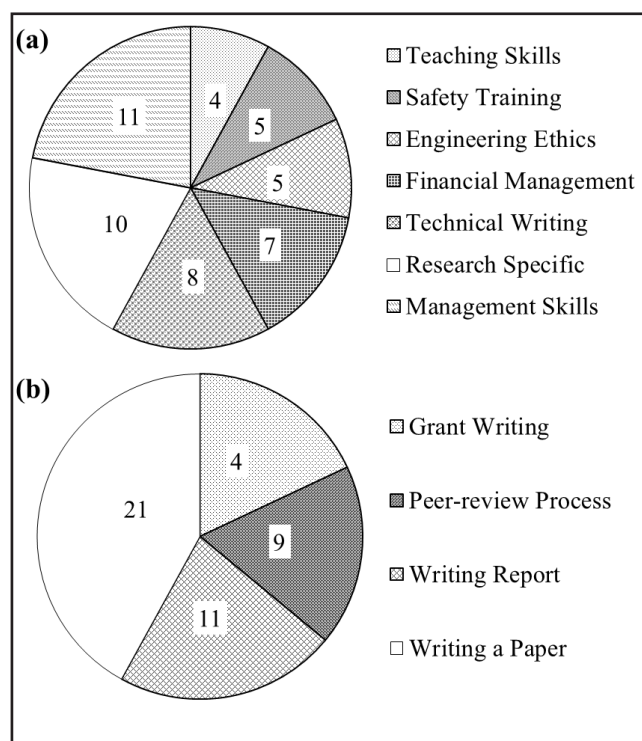 (a)
4
5
5
7
8
10
11
Teaching Skills
Safety Training
Engineering Ethics
Financial Management
Technical Writing
Research Specific
Management Skills
(b)
4
9
11
21
Grant Writing
Peer-review Process
Writing Report
Writing a Paper